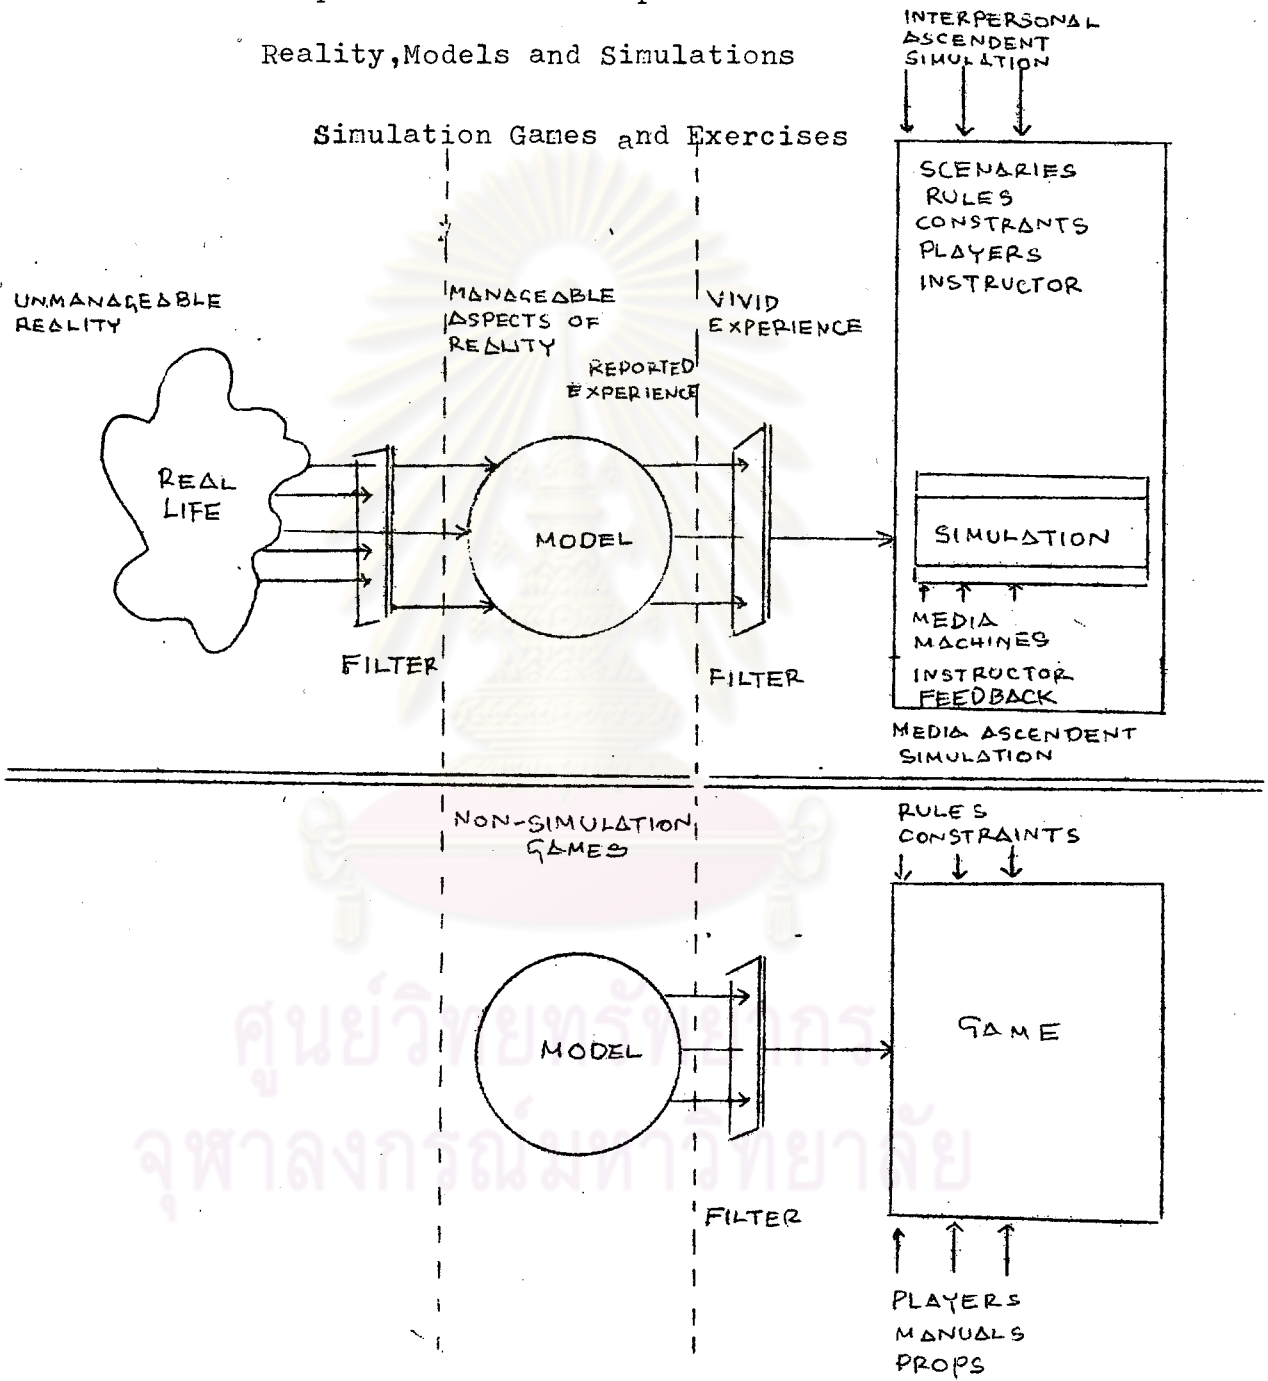 Reality,Models and Simulations
Simulation Games and Exercises
INTERPERSONAL
ASCENDENT
SIMULATION
SCENARIES
RULES
CONSTRANTS
PLAYERS
INSTRUCTOR
UNMANAGEABLE
REALITY
MANAGEABLE
ASPECTS OF
REALITY
REPORTED
EXPERIENCE
VIVID
EXPERIENCE
REAL
LIFE
MODEL
SIMULATION
FILTER
FILTER
MEDIA
MACHINES
INSTRUCTOR
FEEDBACK
MEDIA ASCENDENT
SIMULATION
NON-SIMULATION
GAMES
RULES
CONSTRAINTS
MODEL
GAME
FILTER
PLAYERS
MANUALS
PROPS
ศูนย์วิทยทรัพยากร
จุฬาลงกรณ์มหาวิทยาลัย